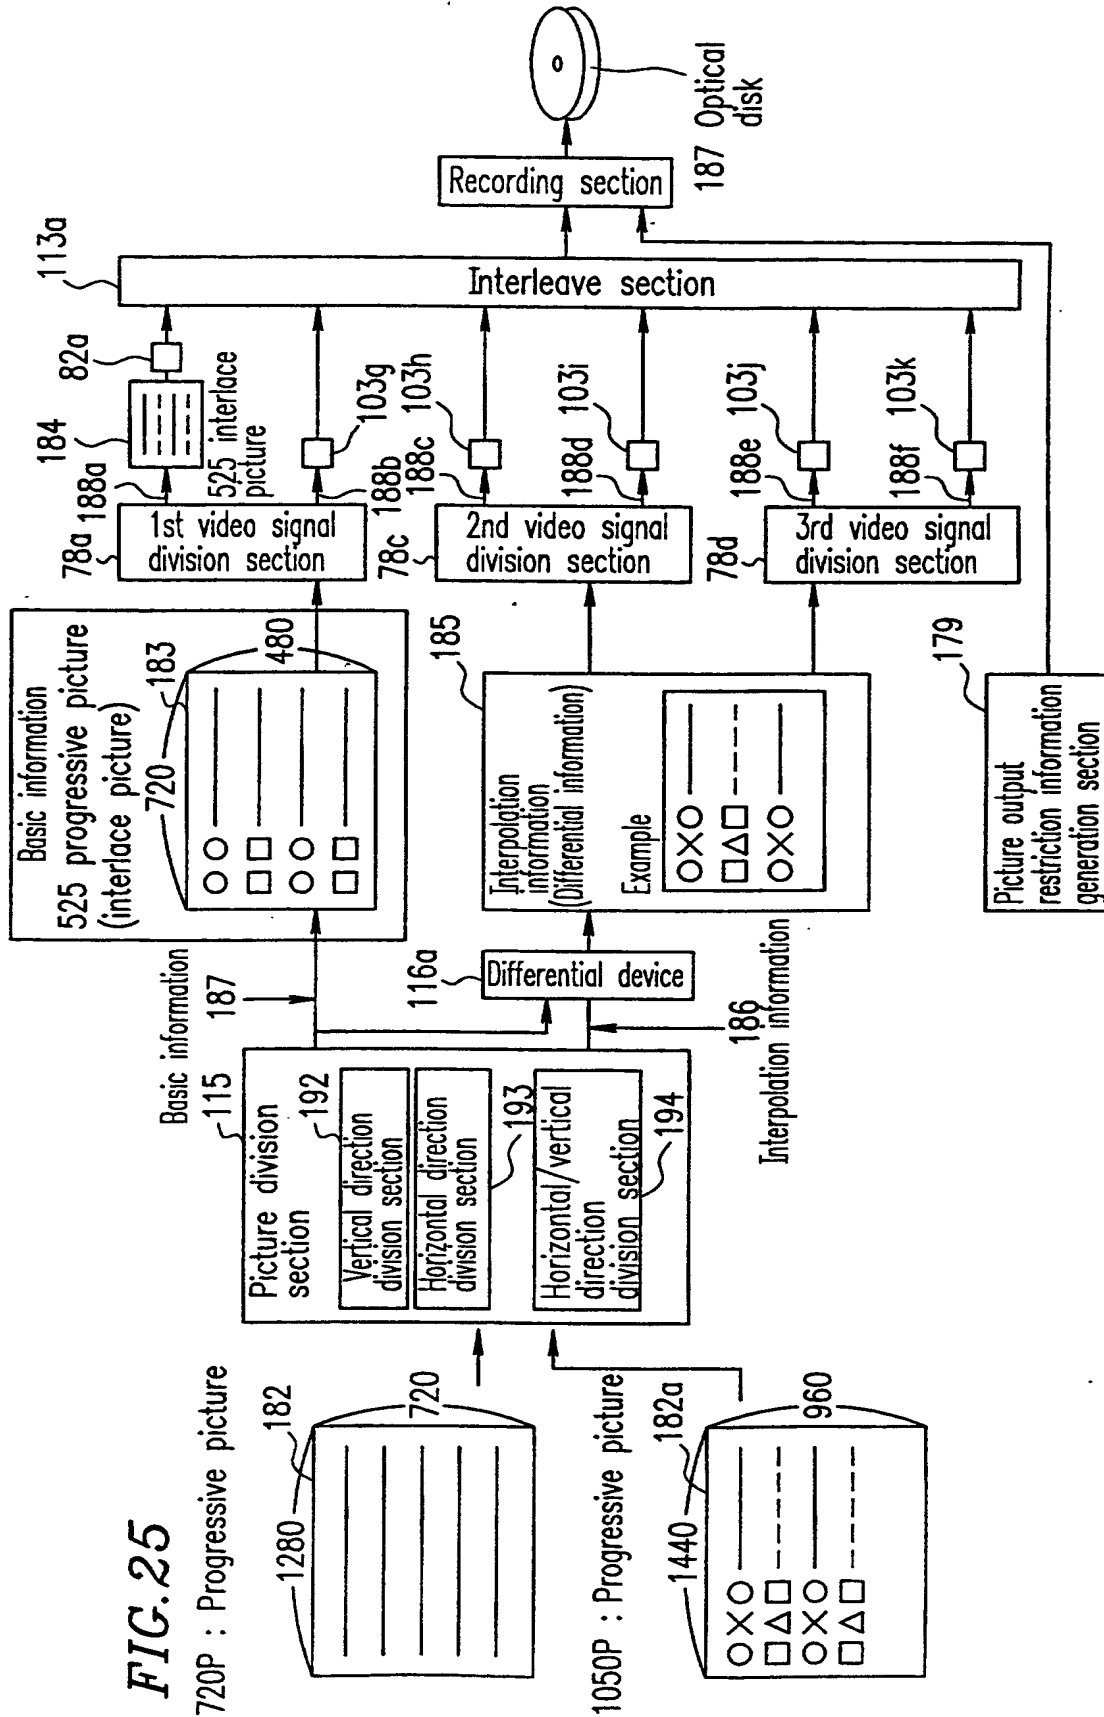 FIG.25
720P : Progressive picture
1280
182
720
1050P : Progressive picture
1440
182a
960
115
Picture division
section
192
Vertical direction
division section
Horizontal direction
division section
193
Horizontal/vertical
direction
division section
194
Basic information
187
116a
Differential device
186
Interpolation information
Basic information
525 progressive picture
(interlace picture)
720
183
480
185
Interpolation
information
(Differential information)
Example
179
Picture output
restriction information
generation section
78a
1st video signal
division section
78c
2nd video signal
division section
78d
3rd video signal
division section
188a
184
82a
525 interlace
picture
188b
103g
188c
103h
188d
103i
188e
103j
188f
103k
113a
Interleave section
Recording section
187 Optical
disk